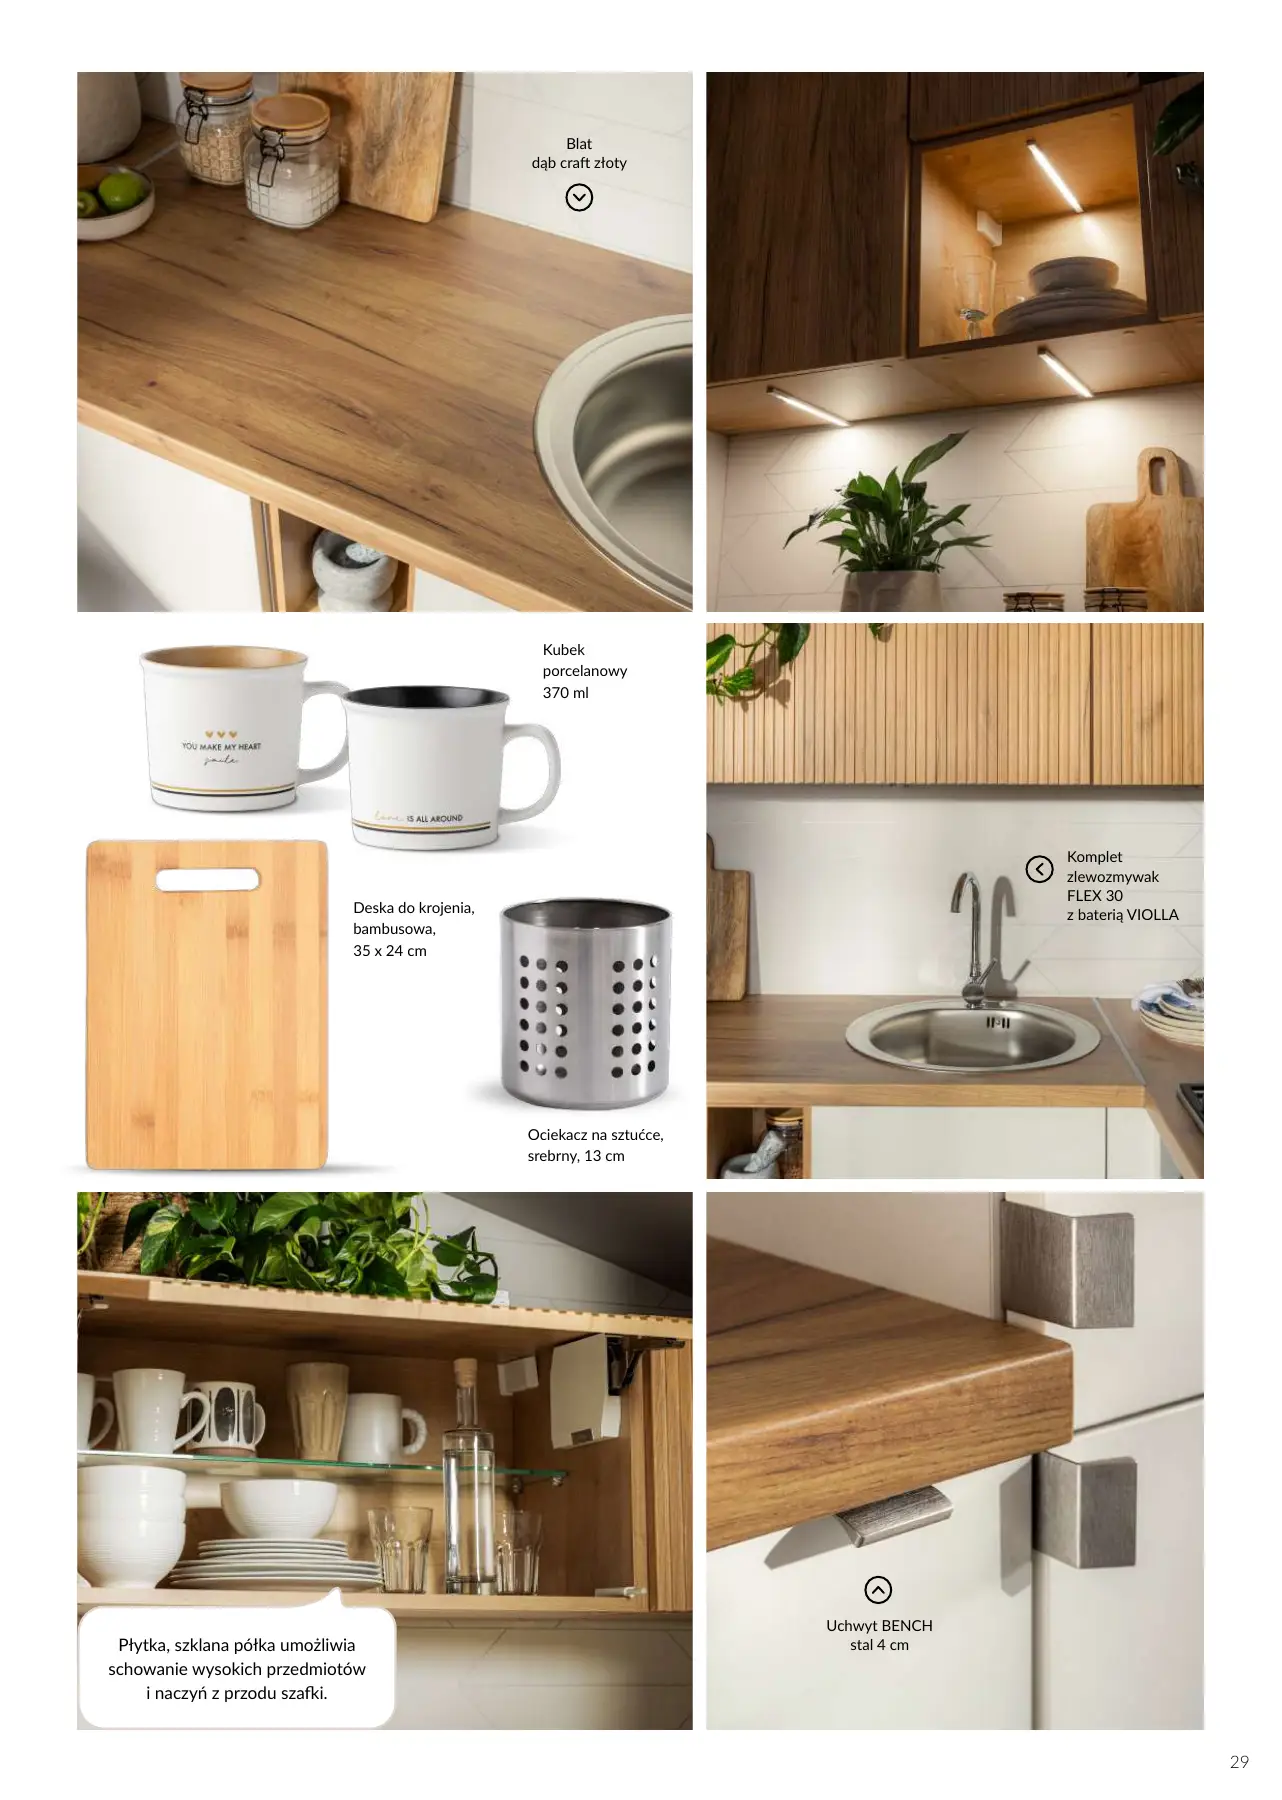 Blat
dąb craft złoty
Kubek
porcelanowy
370 ml
YOU MAKE MY HEART
smile
love IS ALL AROUND
Komplet
zlewozmywak
FLEX 30
z baterią VIOLLA
Deska do krojenia,
bambusowa,
35 x 24 cm
Ociekacz na sztućce,
srebrny, 13 cm
Płytka, szklana półka umożliwia
schowanie wysokich przedmiotów
i naczyń z przodu szafki.
Uchwyt BENCH
stal 4 cm
29